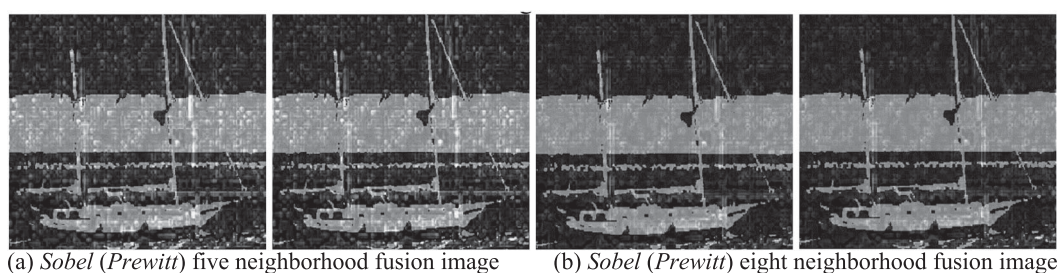 (a) Sobel (Prewitt) five neighborhood fusion image
(b) Sobel (Prewitt) eight neighborhood fusion image